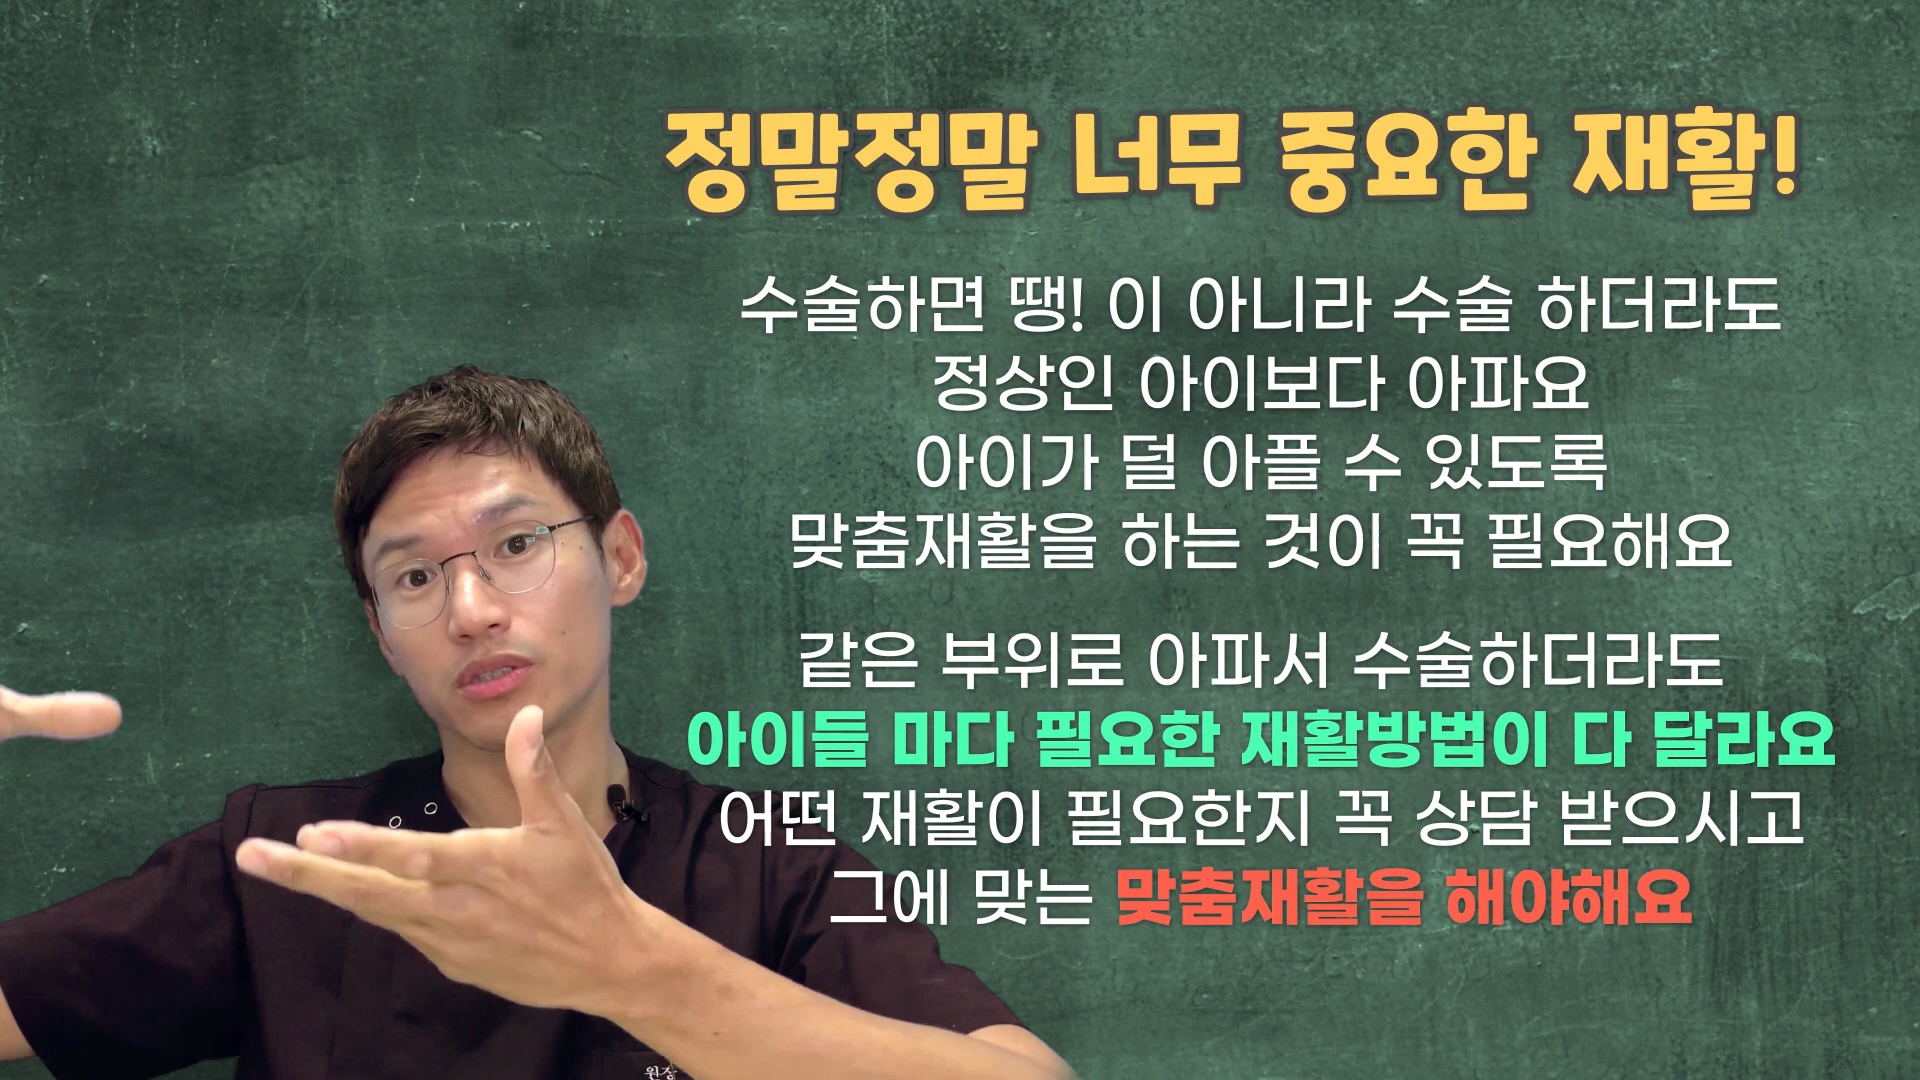 정말정말 너무 중요한 재활!
수술하면 땡! 이 아니라 수술 하더라도
정상인 아이보다 아파요
아이가 덜 아플 수 있도록
맞춤재활을 하는 것이 꼭 필요해요
같은 부위로 아파서 수술하더라도
아이들 마다 필요한 재활방법이 다 달라요
어떤 재활이 필요한지 꼭 상담 받으시고
그에 맞는 맞춤재활을 해야해요
원장